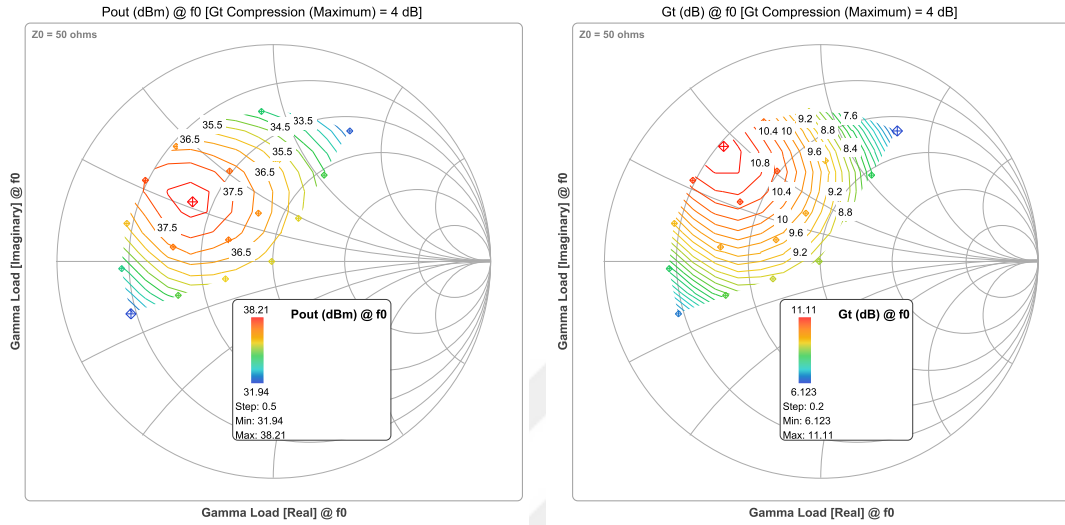 Pout (dBm) @ f0 [Gt Compression (Maximum) = 4 dB]
Z0 = 50 ohms
33.5
34.5
35.5
35.5
36.5
36.5
37.5
37.5
36.5
Gamma Load [Imaginary] @ f0
38.21
Pout (dBm) @ f0
31.94
Step: 0.5
Min: 31.94
Max: 38.21
Gamma Load [Real] @ f0
Gt (dB) @ f0 [Gt Compression (Maximum) = 4 dB]
Z0 = 50 ohms
9.2
7.6
10.4
10
8.8
9.6
8.4
10.8
10.4
9.2
10
8.8
9.6
9.2
Gamma Load [Imaginary] @ f0
11.11
Gt (dB) @ f0
6.123
Step: 0.2
Min: 6.123
Max: 11.11
Gamma Load [Real] @ f0